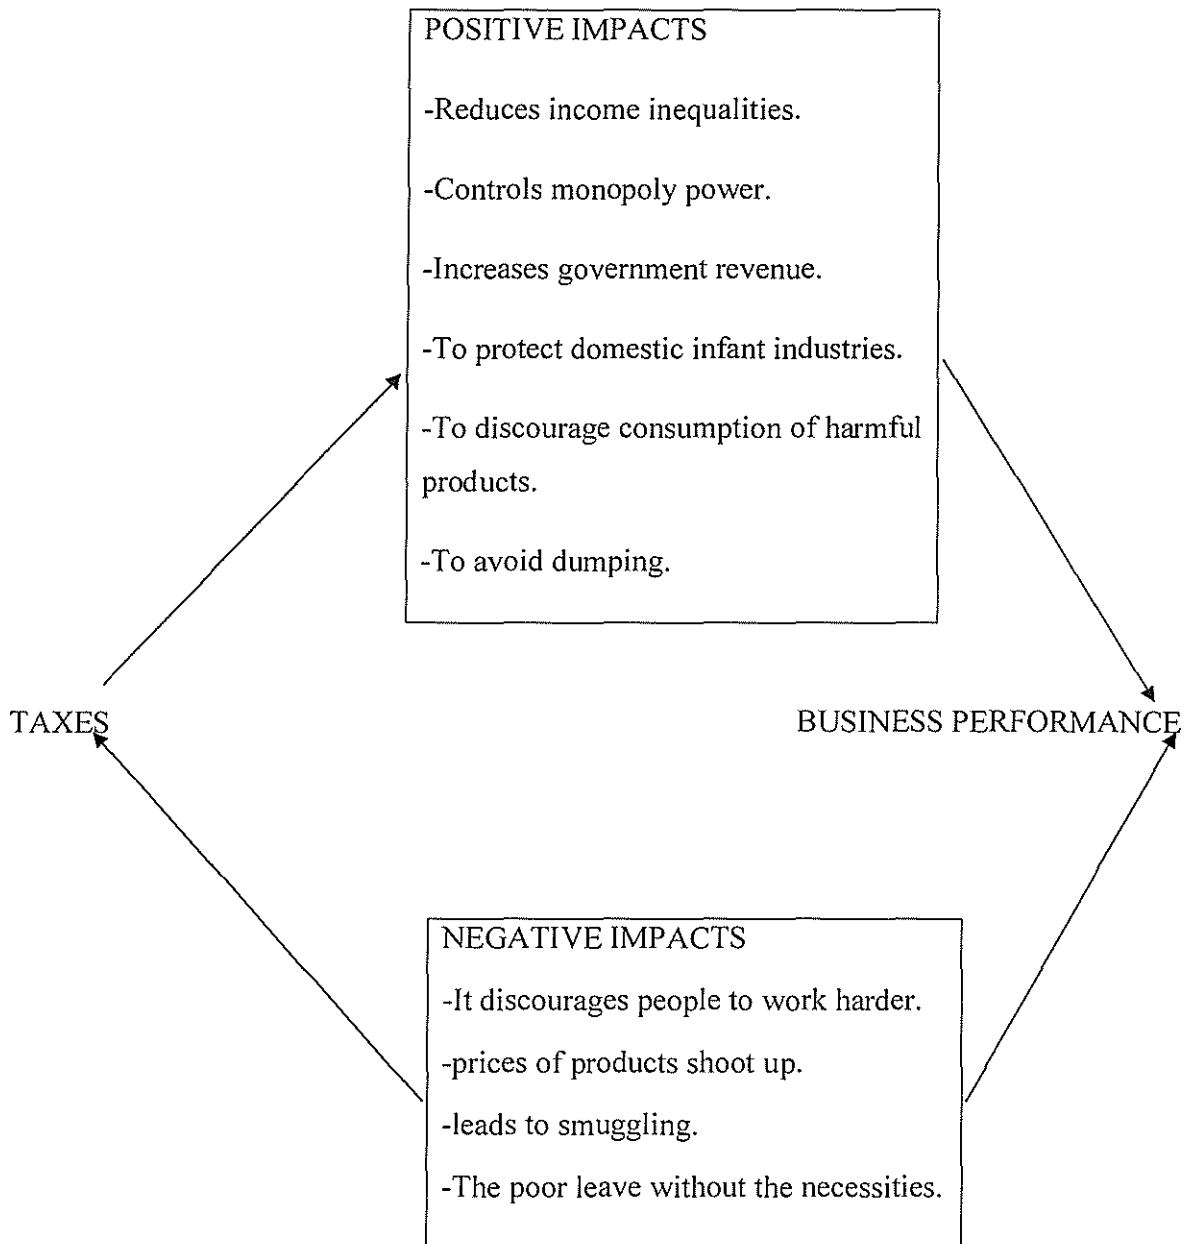 POSITIVE IMPACTS
-Reduces income inequalities.
-Controls monopoly power.
-Increases government revenue.
-To protect domestic infant industries.
-To discourage consumption of harmful
products.
-To avoid dumping.
TAXES
BUSINESS PERFORMANCE
NEGATIVE IMPACTS
-It discourages people to work harder.
-prices of products shoot up.
-leads to smuggling.
-The poor leave without the necessities.